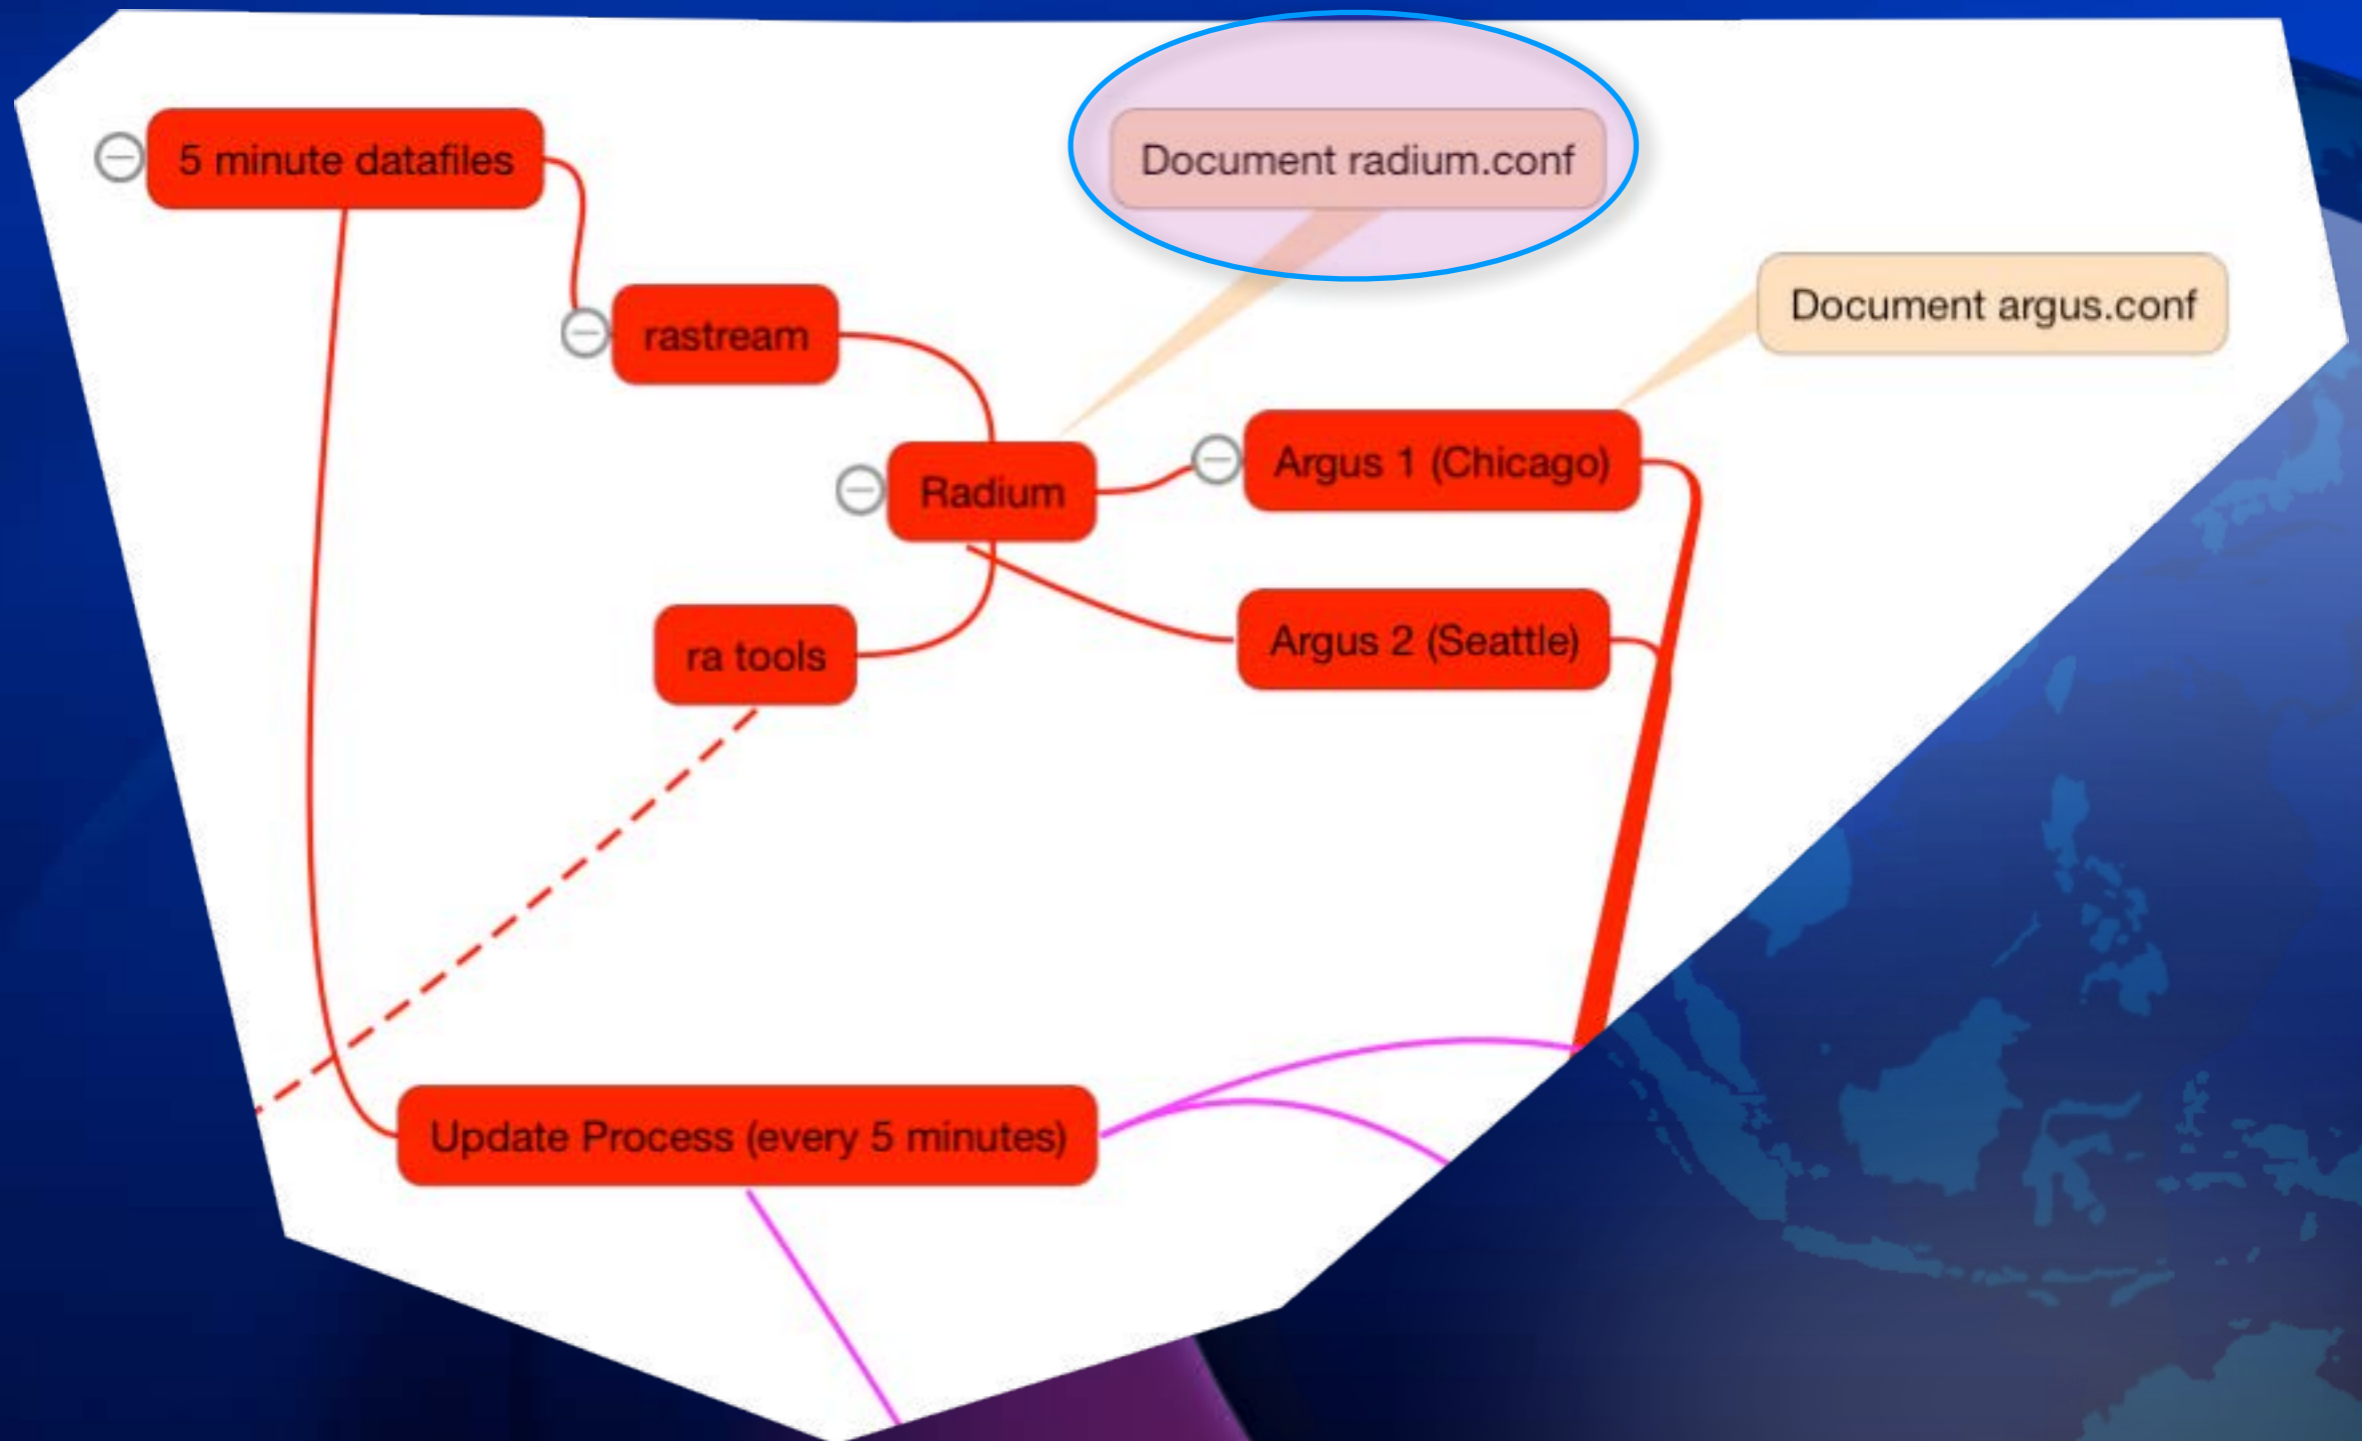 5 minute datafiles
Document radium.conf
Document argus.conf
rastream
Argus 1 (Chicago)
Radium
Argus 2 (Seattle)
ra tools
Update Process (every 5 minutes)